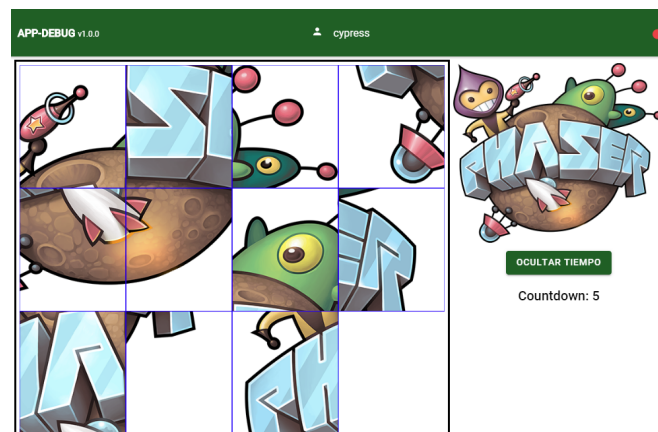 APP-DEBUG v1.0.0
cypress
PHASER
OCULTAR TIEMPO
Countdown: 5